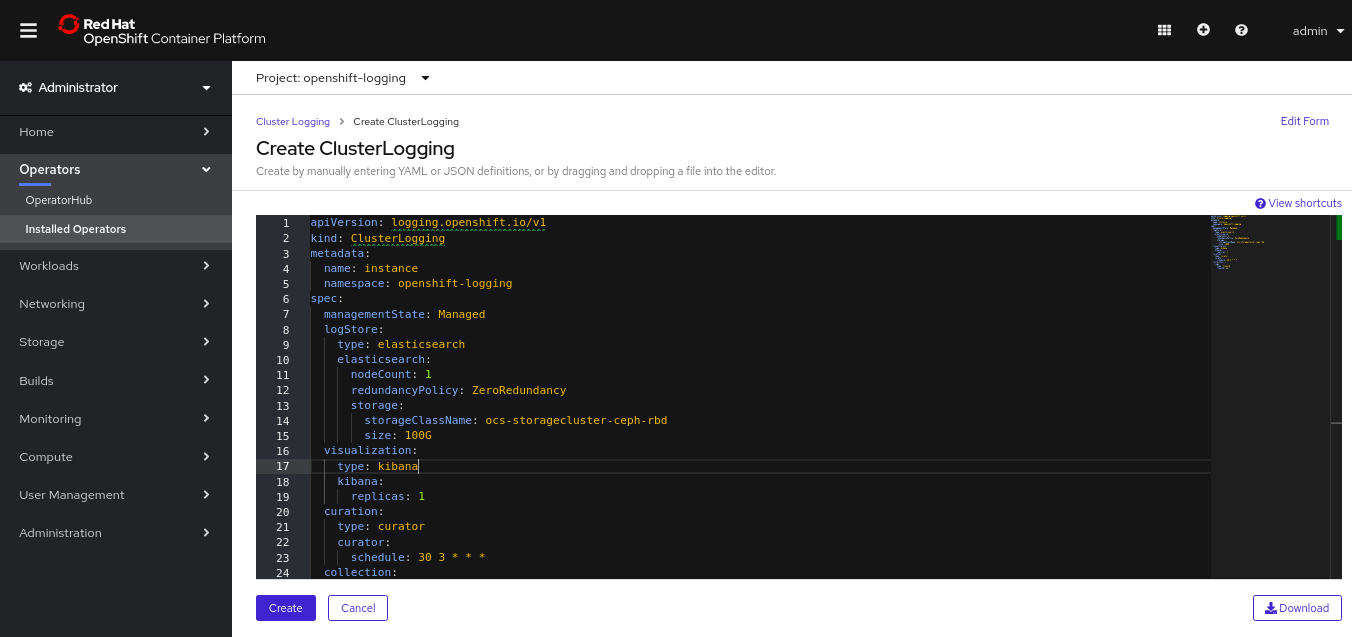 Red Hat
OpenShift Container Platform
admin
Administrator
Home
Operators
OperatorHub
Installed Operators
Workloads
Networking
Storage
Builds
Monitoring
Compute
User Management
Administration
Project: openshift-logging
Cluster Logging > Create ClusterLogging
Edit Form
Create ClusterLogging
Create by manually entering YAML or JSON definitions, or by dragging and dropping a file into the editor.
View shortcuts
1 apiVersion: logging.openshift.io/v1
2 kind: ClusterLogging
3 metadata:
4 name: instance
5 namespace: openshift-logging
6 spec:
7 managementState: Managed
8 logStore:
9 type: elasticsearch
10 elasticsearch:
11 nodeCount: 1
12 redundancyPolicy: ZeroRedundancy
13 storage:
14 storageClassName: ocs-storagecluster-ceph-rbd
15 size: 100G
16 visualization:
17 type: kibana
18 kibana:
19 replicas: 1
20 curation:
21 type: curator
22 curator:
23 schedule: 30 3 * * *
24 collection:
Create
Cancel
Download